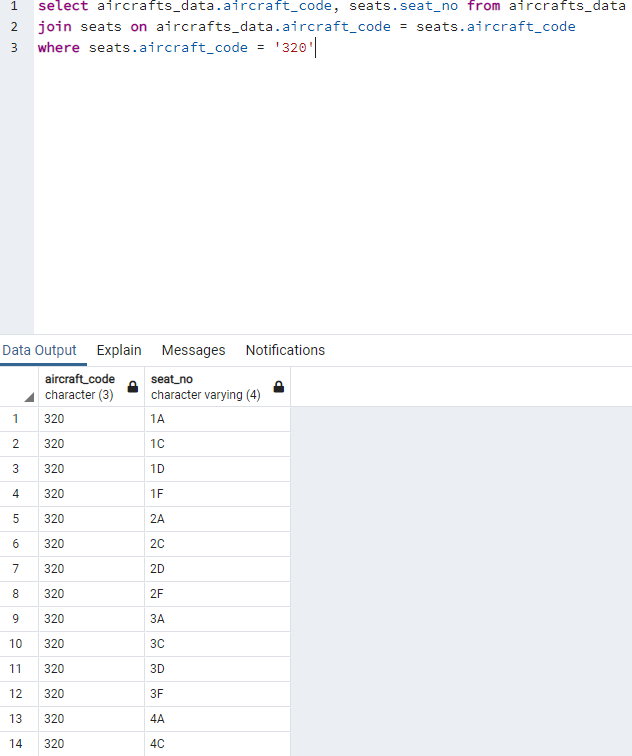 1 select aircrafts_data.aircraft_code, seats.seat_no from aircrafts_data
2 join seats on aircrafts_data.aircraft_code = seats.aircraft_code
3 where seats.aircraft_code = '320'
Data Output Explain Messages Notifications
aircraft_code seat_no
character (3) character varying (4)
1 320 1A
2 320 1C
3 320 1D
4 320 1F
5 320 2A
6 320 2C
7 320 2D
8 320 2F
9 320 3A
10 320 3C
11 320 3D
12 320 3F
13 320 4A
14 320 4C